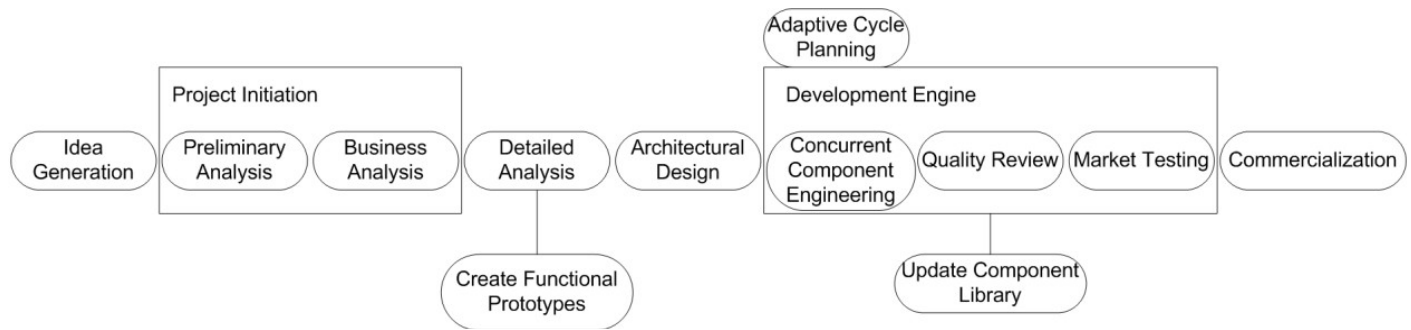 Adaptive Cycle
Planning
Project Initiation
Development Engine
Idea
Generation
Preliminary
Analysis
Business
Analysis
Detailed
Analysis
Architectural
Design
Concurrent
Component
Engineering
Quality Review
Market Testing
Commercialization
Create Functional
Prototypes
Update Component
Library